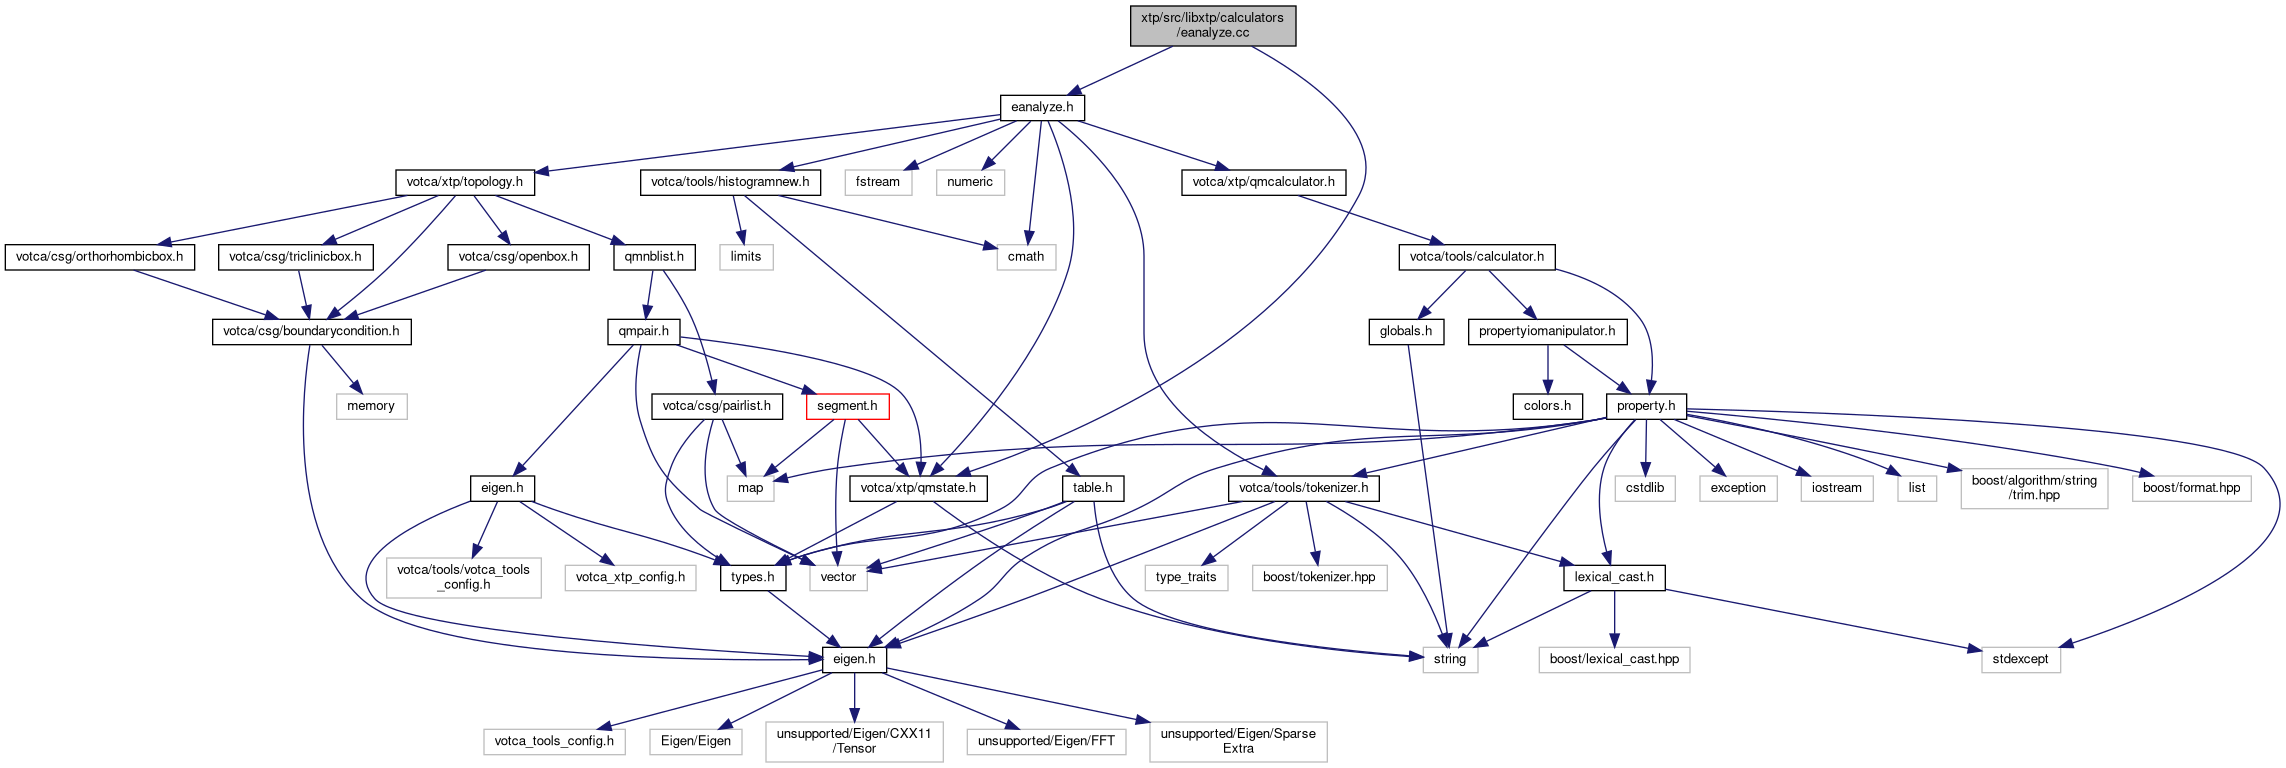 xtp/src/libxtp/calculators
/eanalyze.cc
eanalyze.h
votca/xtp/topology.h
votca/tools/histogramnew.h
fstream
numeric
votca/xtp/qmcalculator.h
votca/csg/orthorhombicbox.h
votca/csg/triclinicbox.h
votca/csg/openbox.h
qmnblist.h
limits
cmath
votca/tools/calculator.h
votca/csg/boundarycondition.h
qmpair.h
globals.h
propertyiomanipulator.h
memory
votca/csg/pairlist.h
segment.h
colors.h
property.h
eigen.h
map
votca/xtp/qmstate.h
table.h
votca/tools/tokenizer.h
cstdlib
exception
iostream
list
boost/algorithm/string
/trim.hpp
boost/format.hpp
votca/tools/votca_tools
_config.h
votca_xtp_config.h
types.h
vector
type_traits
boost/tokenizer.hpp
lexical_cast.h
eigen.h
string
boost/lexical_cast.hpp
stdexcept
votca_tools_config.h
Eigen/Eigen
unsupported/Eigen/CXX11
/Tensor
unsupported/Eigen/FFT
unsupported/Eigen/Sparse
Extra